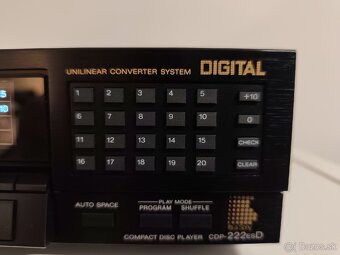 UNILINEAR CONVERTER SYSTEM DIGITAL
1 2 3 4 5 +10
6 7 8 9 10 0
11 12 13 14 15 CHECK
16 17 18 19 20 CLEAR
PLAY MODE
AUTO SPACE PROGRAM SHUFFLE
COMPACT DISC PLAYER CDP-222ESD
© Bazos.sk